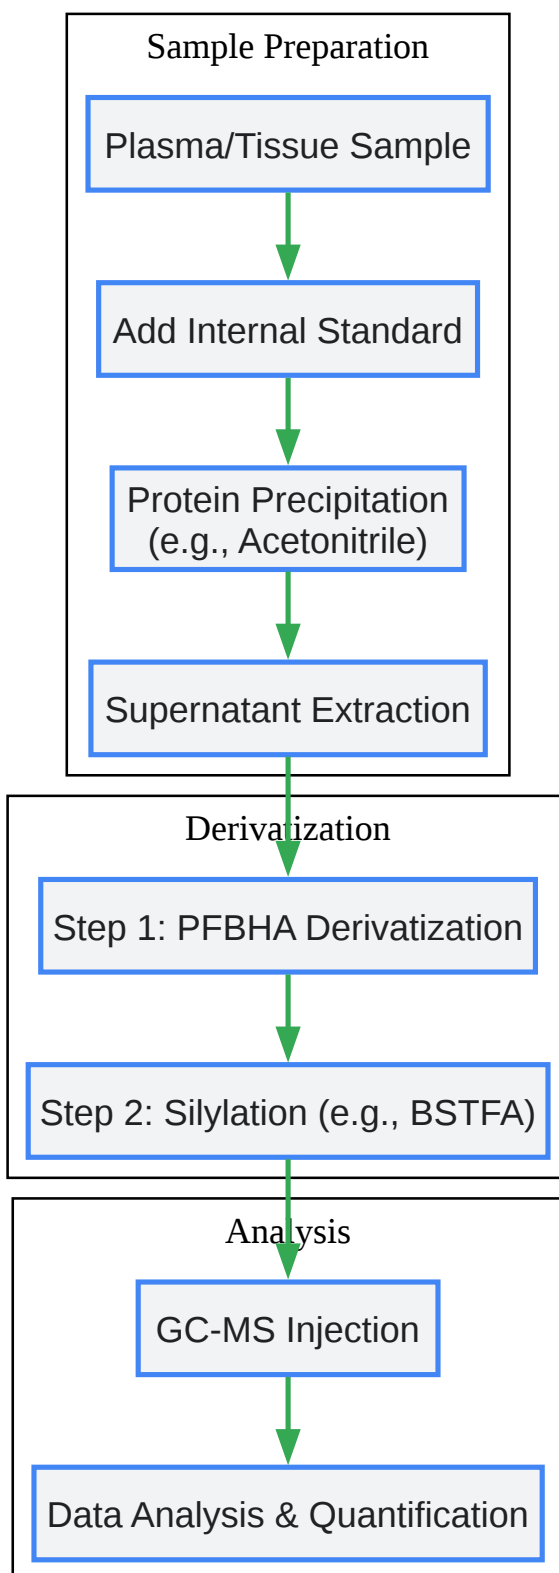 Sample Preparation
Plasma/Tissue Sample
Add Internal Standard
Protein Precipitation
(e.g., Acetonitrile)
Supernatant Extraction
Derivatization
Step 1: PFBHA Derivatization
Step 2: Silylation (e.g., BSTFA)
Analysis
GC-MS Injection
Data Analysis & Quantification